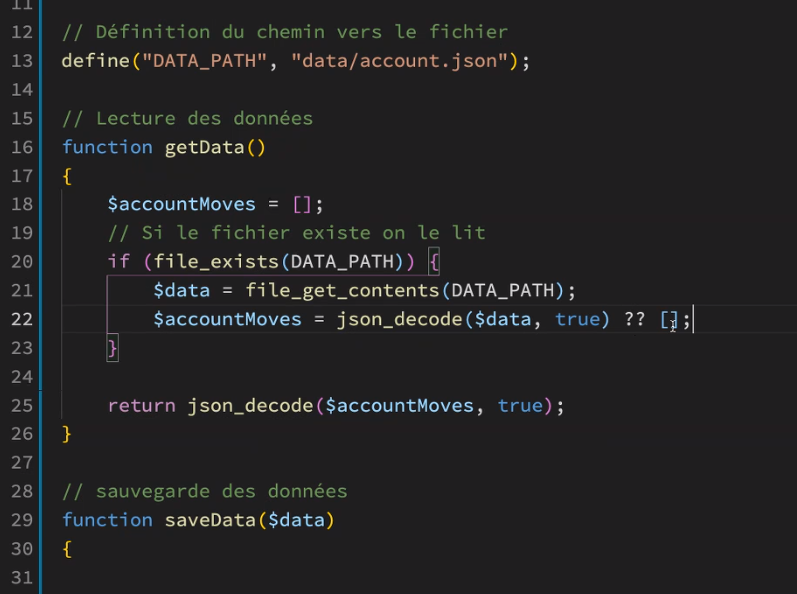 11
12 // Définition du chemin vers le fichier
13 define("DATA_PATH", "data/account.json");
14
15 // Lecture des données
16 function getData()
17 {
18 $accountMoves = [];
19 // Si le fichier existe on le lit
20 if (file_exists(DATA_PATH)) {
21 $data = file_get_contents(DATA_PATH);
22 $accountMoves = json_decode($data, true) ?? [];
23 }
24
25 return json_decode($accountMoves, true);
26 }
27
28 // sauvegarde des données
29 function saveData($data)
30 {
31